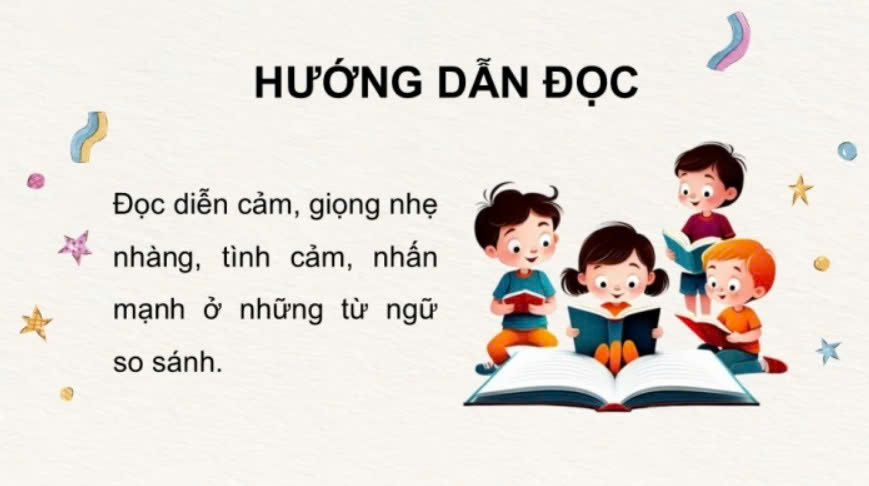 HƯỚNG DẪN ĐỌC
Đọc diễn cảm, giọng nhẹ
nhàng, tình cảm, nhấn
mạnh ở những từ ngữ
so sánh.